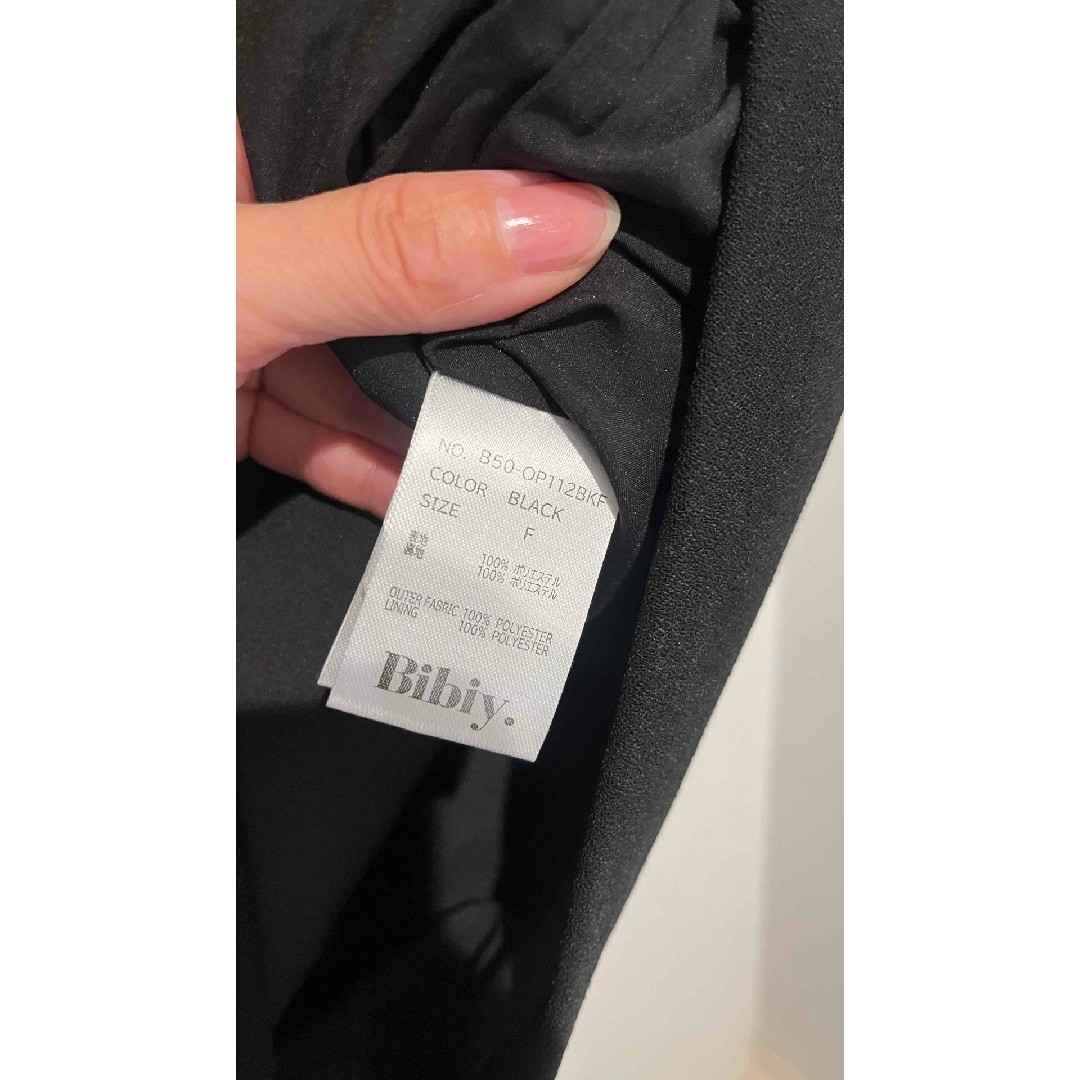 NO. B50-OP112BKF
COLOR BLACK
SIZE F
表地 100% ポリエステル
裏地 100% ポリエステル
OUTER FABRIC 100% POLYESTER
LINING 100% POLYESTER
Bibiy.